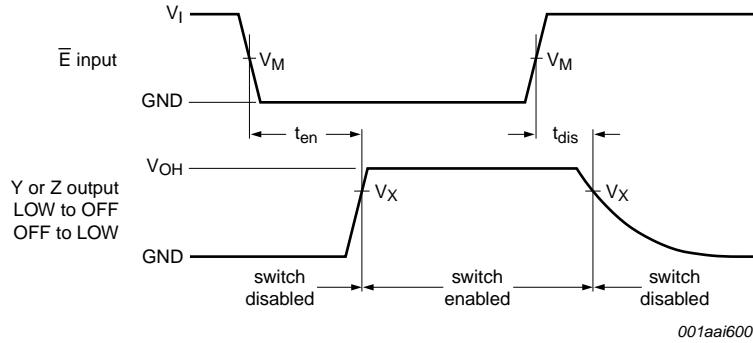 V_I
E̅ input
V_M
V_M
GND
t_en
t_dis
V_OH
Y or Z output
LOW to OFF
OFF to LOW
V_X
V_X
GND
switch disabled
switch enabled
switch disabled
001aai600